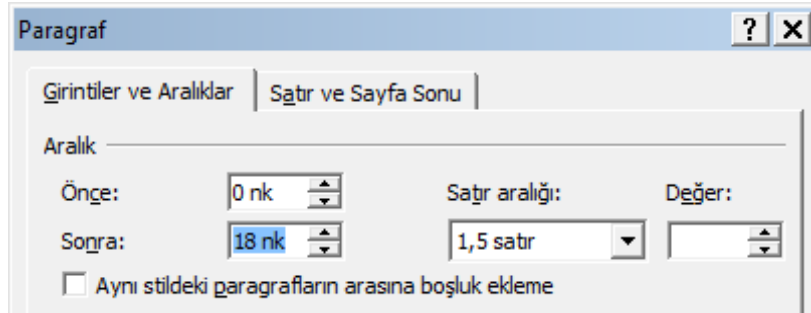 Paragraf
Girintiler ve Aralıklar Satır ve Sayfa Sonu
Aralık
Önce: 0 nk Satır aralığı: Değer:
Sonra: 18 nk 1,5 satır
Aynı stildeki paragrafların arasına boşluk ekleme